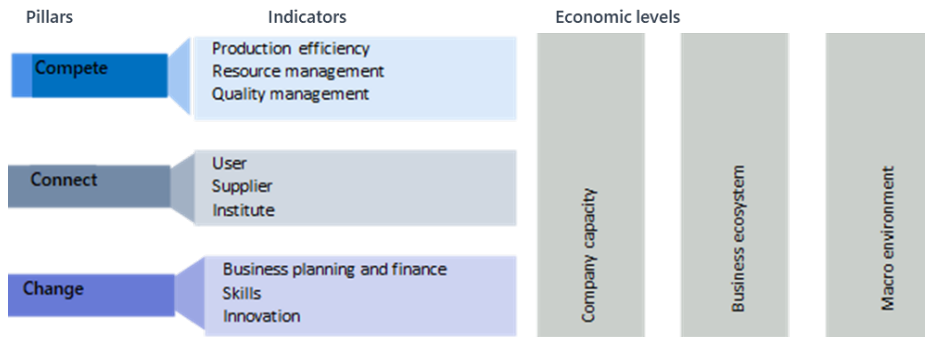 Pillars
Indicators
Economic levels
Compete
Production efficiency
Resource management
Quality management
Connect
User
Supplier
Institute
Change
Business planning and finance
Skills
Innovation
Company capacity
Business ecosystem
Macro environment